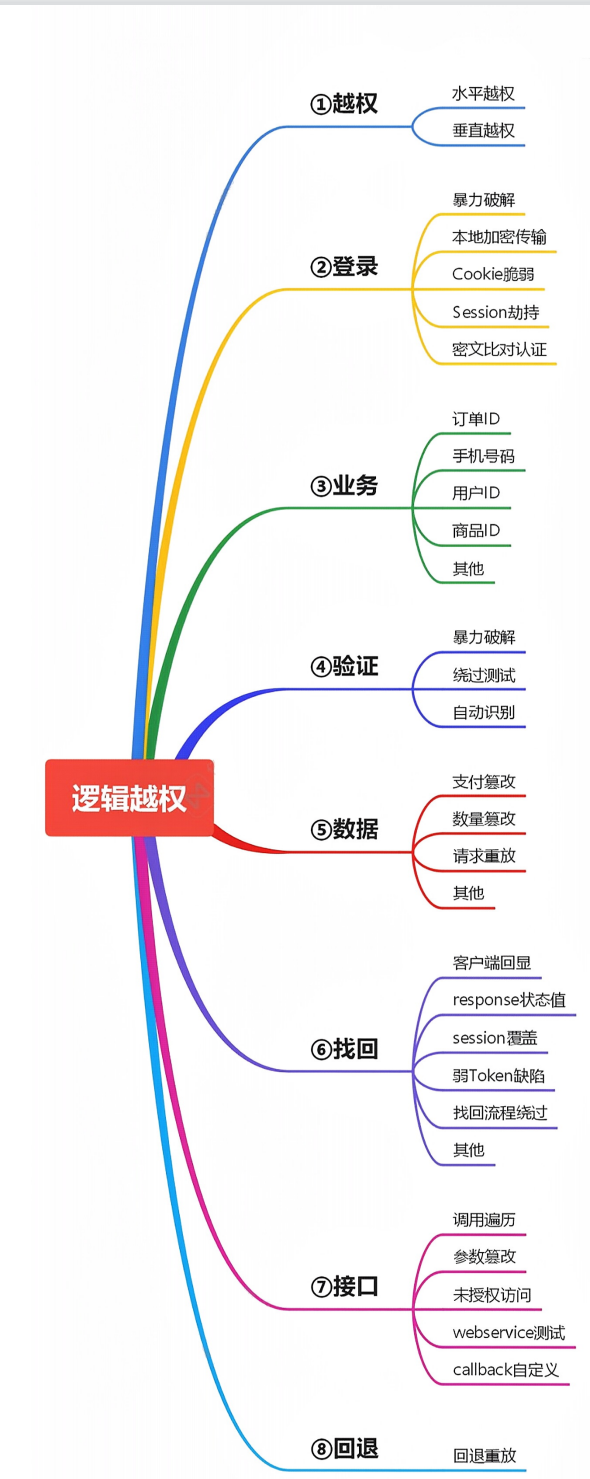 ①越权
水平越权
垂直越权
②登录
暴力破解
本地加密传输
Cookie脆弱
Session劫持
密文比对认证
③业务
订单ID
手机号码
用户ID
商品ID
其他
④验证
暴力破解
绕过测试
自动识别
逻辑越权
⑤数据
支付篡改
数量篡改
请求重放
其他
⑥找回
客户端回显
response状态值
session覆盖
弱Token缺陷
找回流程绕过
其他
⑦接口
调用遍历
参数篡改
未授权访问
webservice测试
callback自定义
⑧回退
回退重放